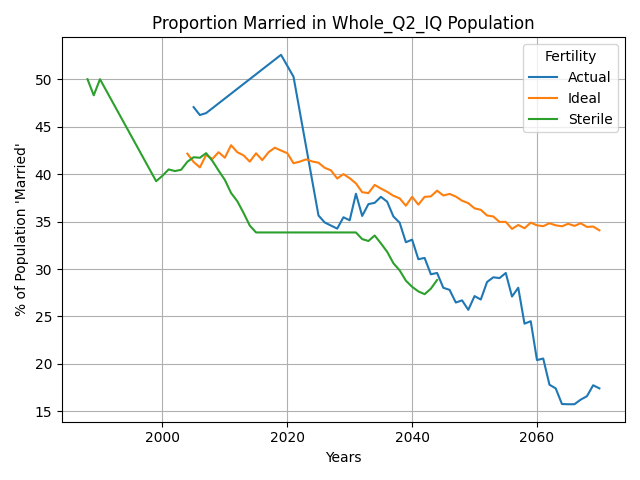 Proportion Married in Whole_Q2_IQ Population
Fertility
Actual
Ideal
Sterile
% of Population 'Married'
50
45
40
35
30
25
20
15
2000 2020 2040 2060
Years